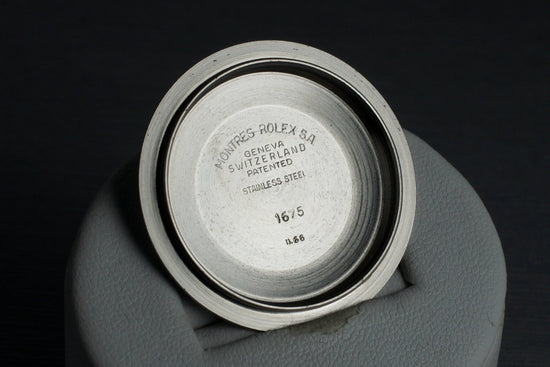 MONTRES ROLEX S.A
GENEVA
SWITZERLAND
PATENTED
STAINLESS STEEL
1675
II.66